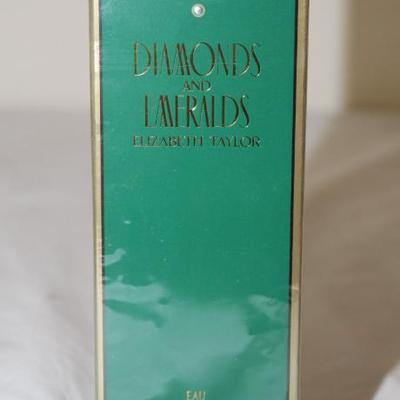 DIAMONDS
AND
EMERALDS
ELIZABETH TAYLOR
EAU